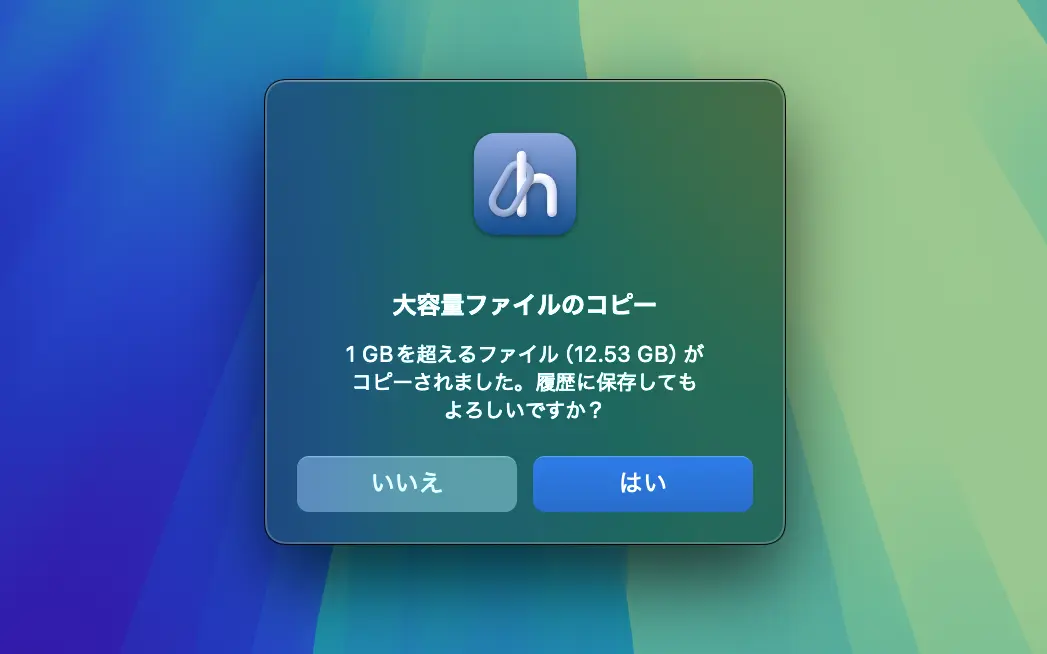 大容量ファイルのコピー
1 GBを超えるファイル（12.53 GB）が
コピーされました。履歴に保存しても
よろしいですか？
いいえ
はい